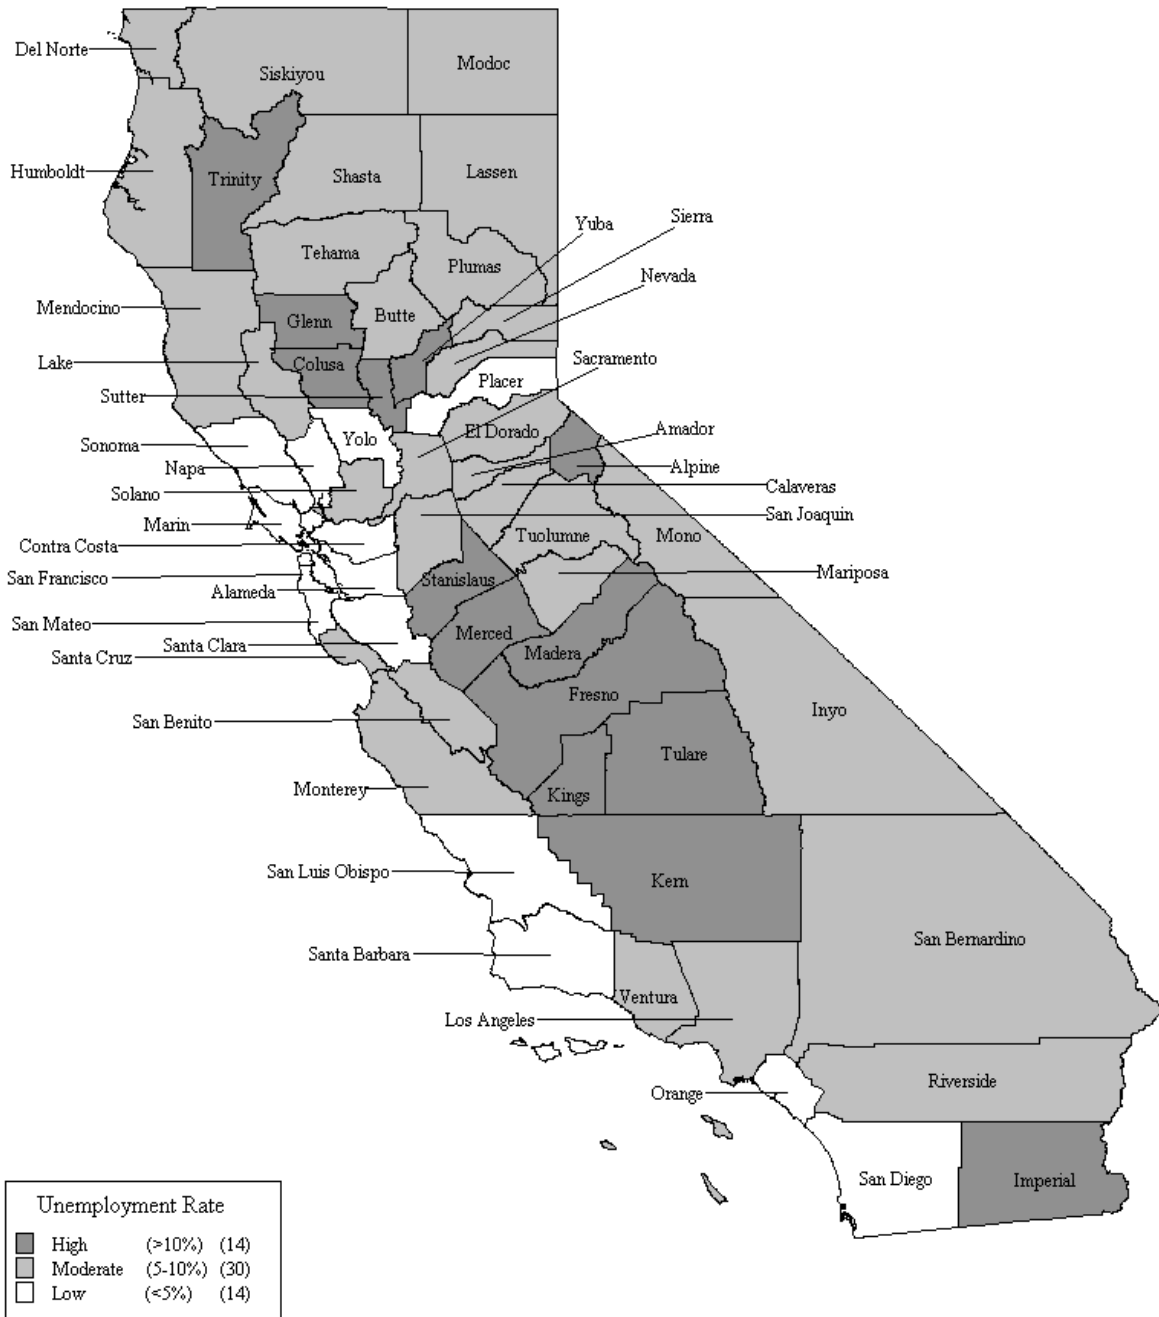 Del Norte
Siskiyou
Modoc
Humboldt
Trinity
Shasta
Lassen
Yuba
Sierra
Tehama
Plumas
Nevada
Mendocino
Glenn
Butte
Lake
Colusa
Sacramento
Sutter
Placer
Sonoma
Yolo
El Dorado
Amador
Napa
Alpine
Solano
Calaveras
Marin
San Joaquin
Contra Costa
Tuolumne
Mono
San Francisco
Alameda
Stanislaus
Mariposa
San Mateo
Santa Clara
Merced
Santa Cruz
Madera
Fresno
San Benito
Inyo
Tulare
Monterey
Kings
San Luis Obispo
Kern
Santa Barbara
San Bernardino
Ventura
Los Angeles
Orange
Riverside
San Diego
Imperial
Unemployment Rate
High (>10%) (14)
Moderate (5-10%) (30)
Low (<5%) (14)